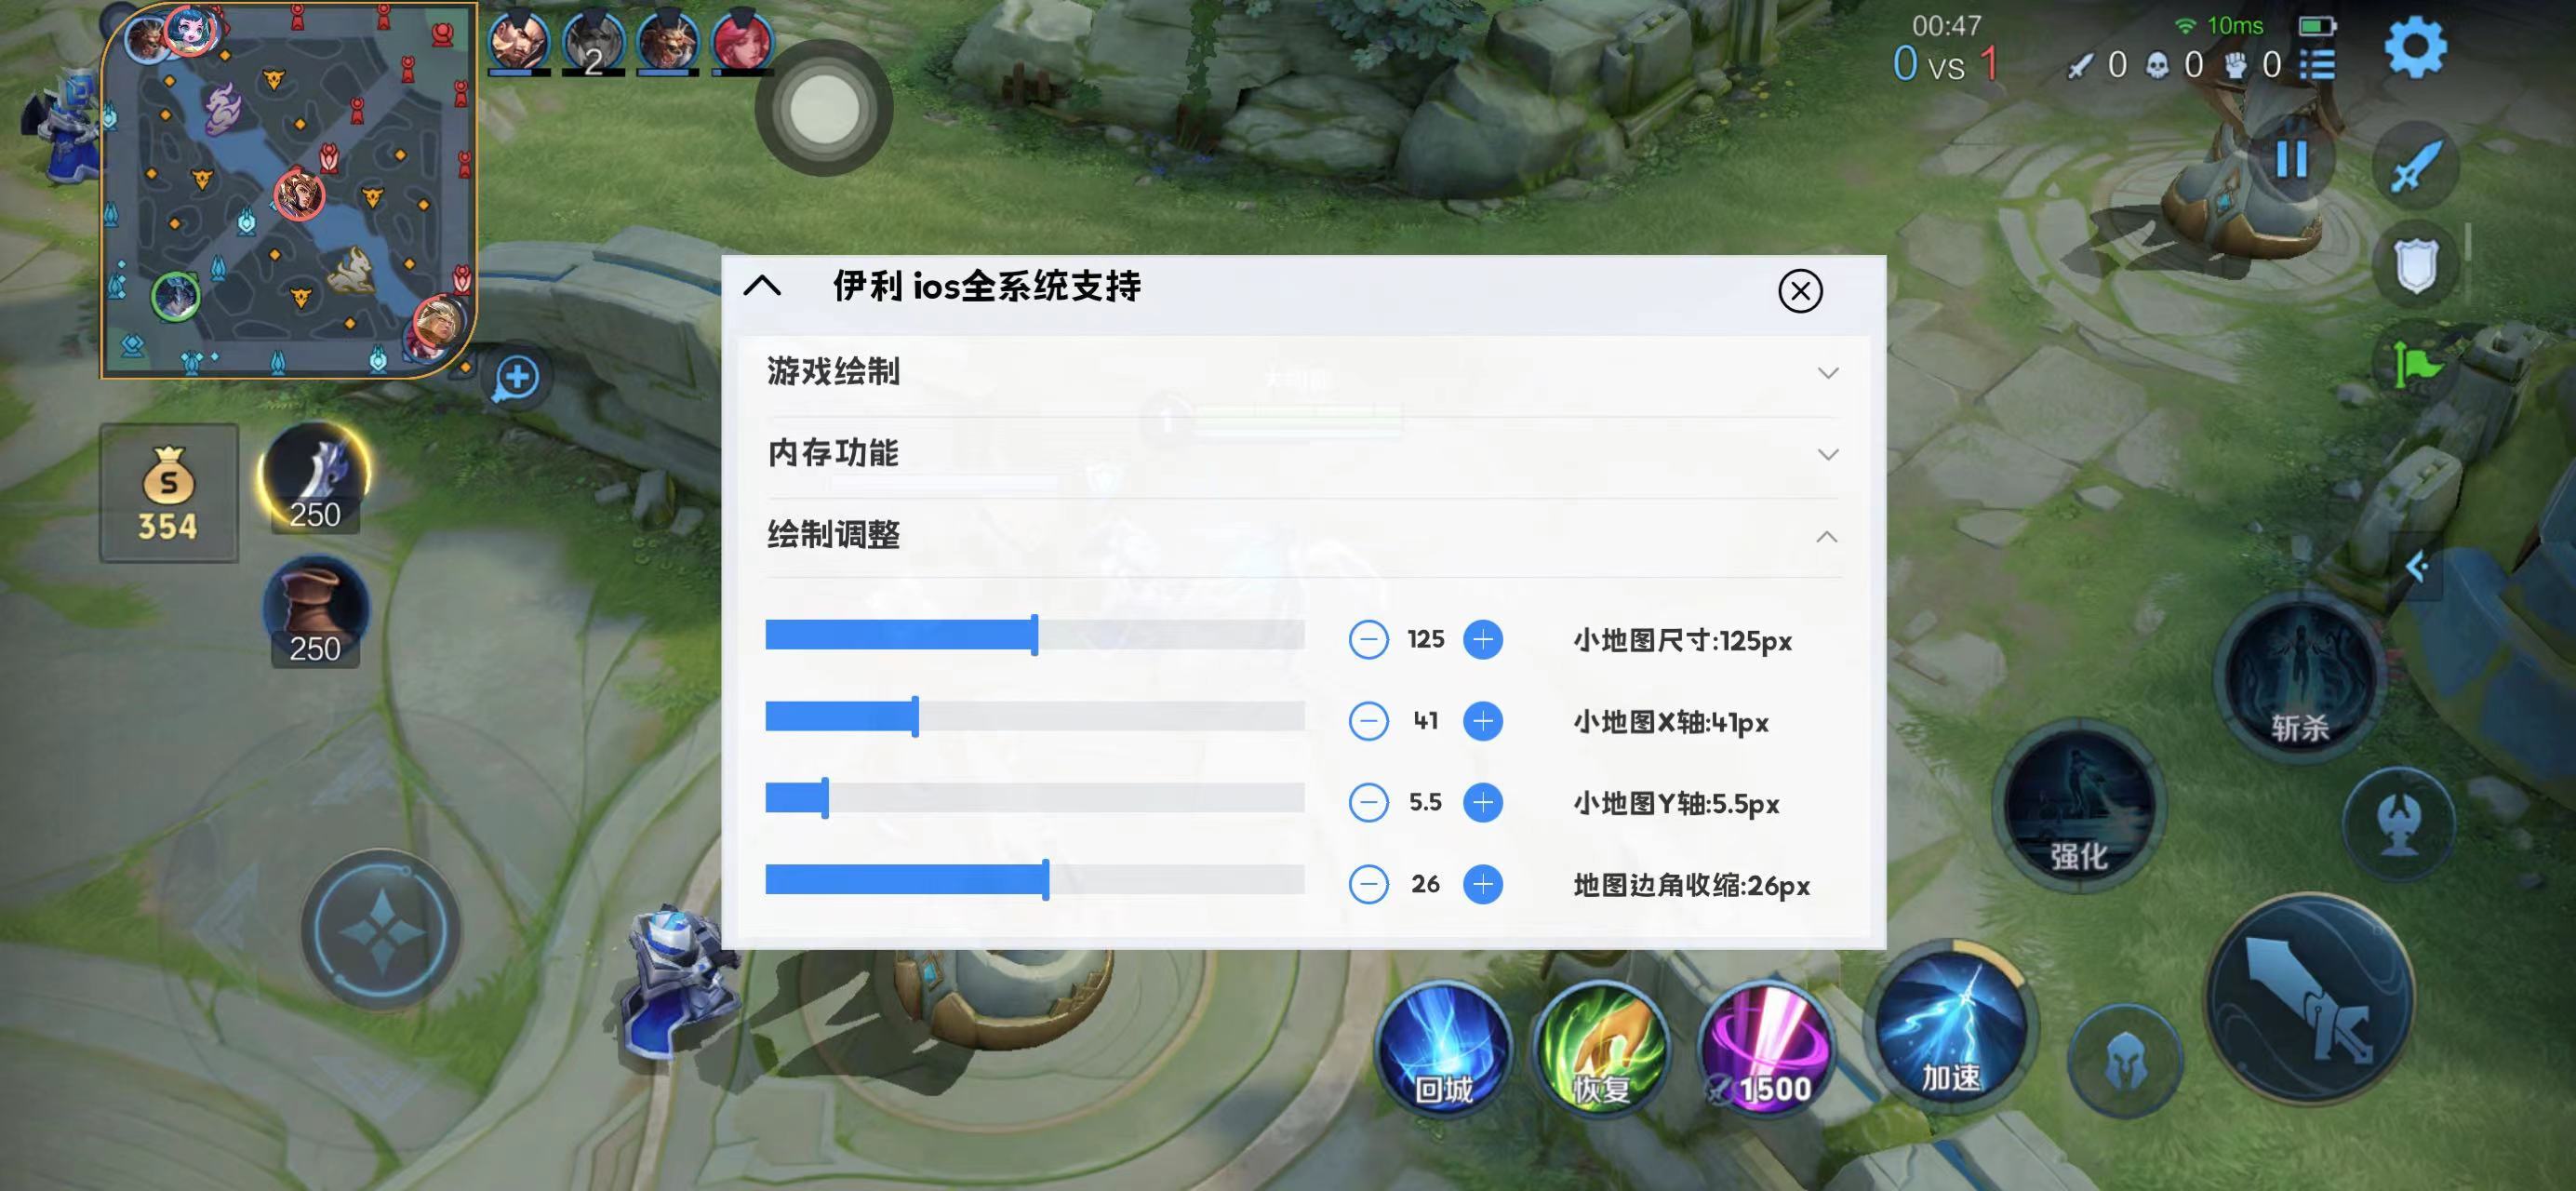 2
00:47
10ms
0 VS 1
0
0
0
伊利 ios全系统支持
游戏绘制
1
内存功能
S
354
250
250
绘制调整
125
小地图尺寸:125px
41
小地图X轴:41px
5.5
小地图Y轴:5.5px
26
地图边角收缩:26px
斩杀
强化
回城
恢复
1500
加速